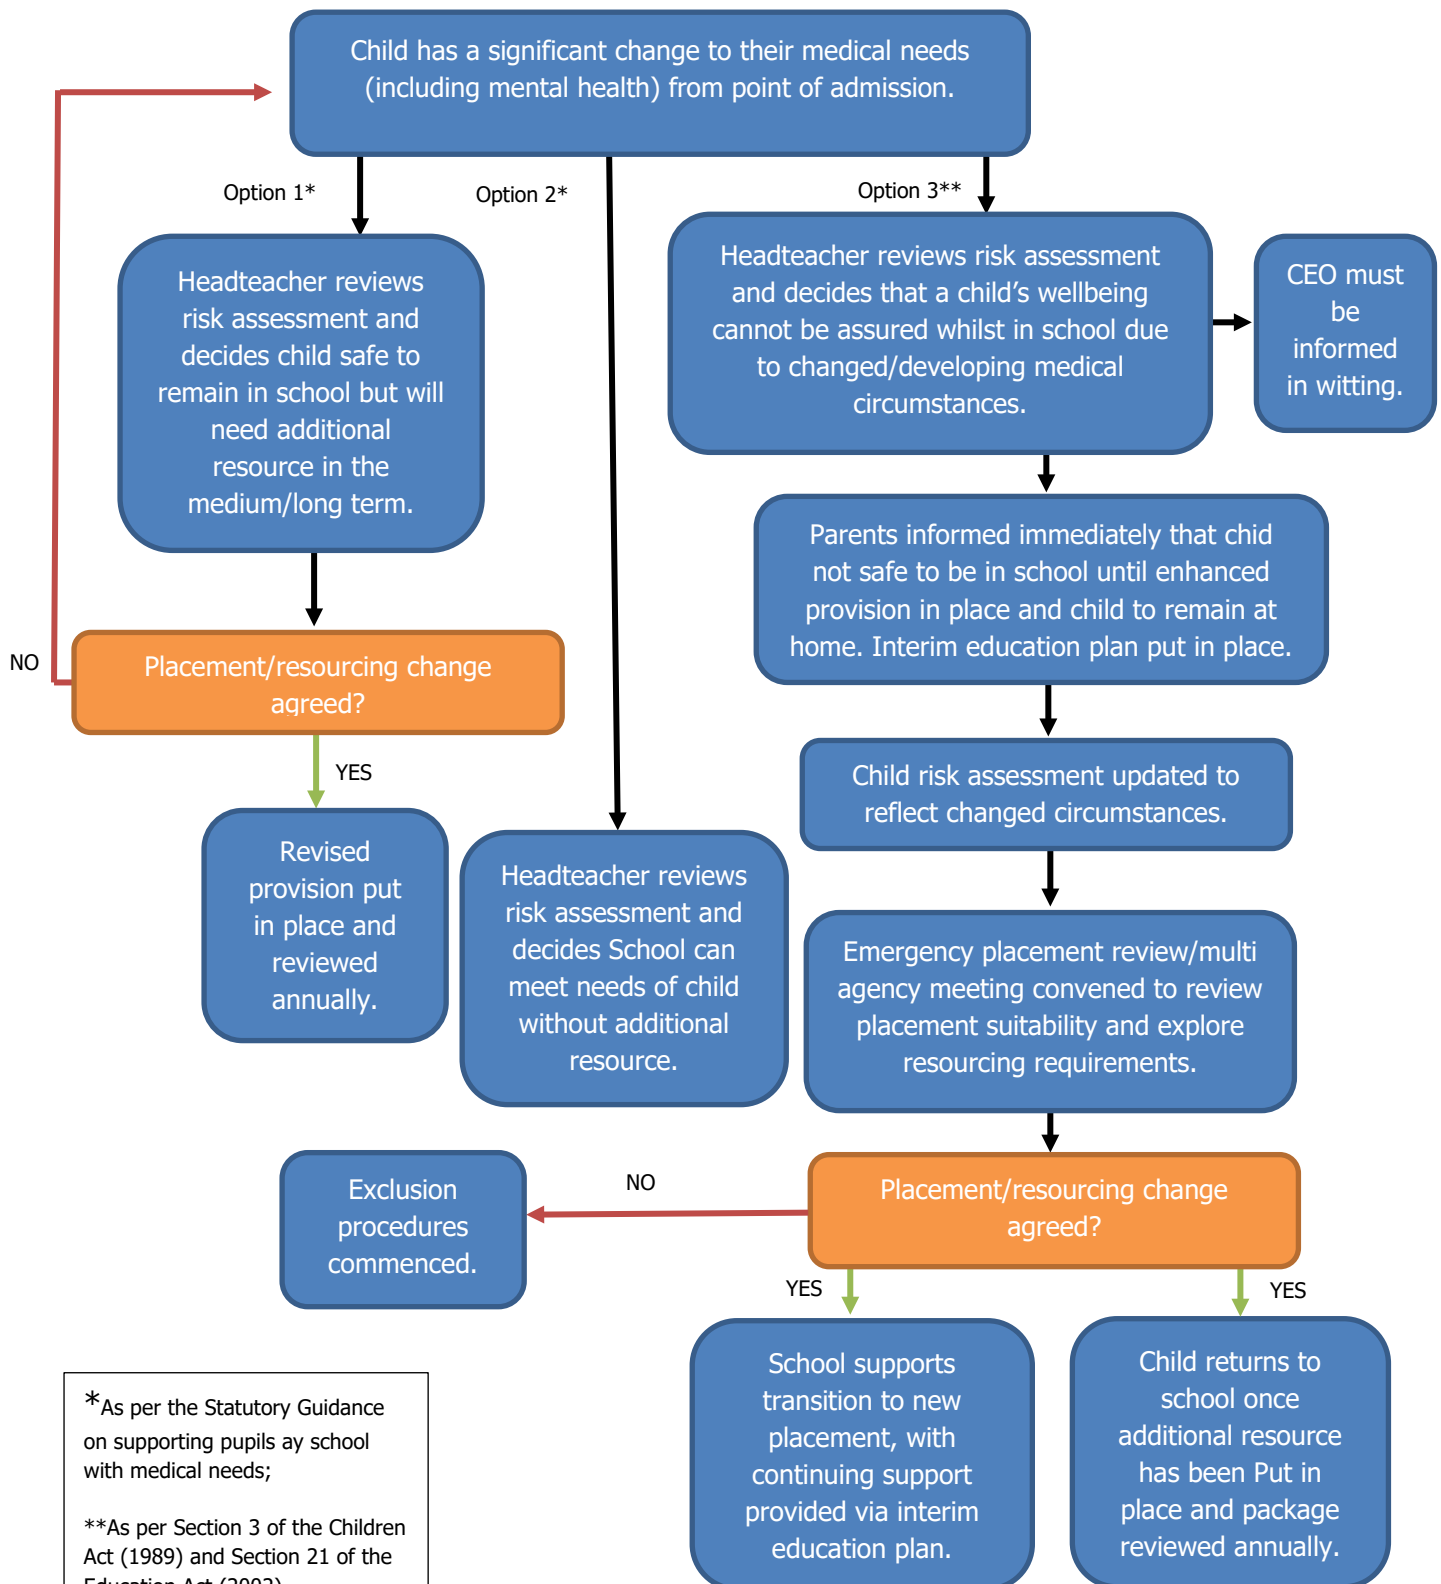 Child has a significant change to their medical needs
(including mental health) from point of admission.
Option 1*
Option 2*
Option 3**
Headteacher reviews
risk assessment and
decides child safe to
remain in school but will
need additional
resource in the
medium/long term.
Headteacher reviews risk assessment
and decides that a child’s wellbeing
cannot be assured whilst in school due
to changed/developing medical
circumstances.
CEO must
be
informed
in witting.
Parents informed immediately that chid
not safe to be in school until enhanced
provision in place and child to remain at
home. Interim education plan put in place.
NO
Placement/resourcing change
agreed?
YES
Child risk assessment updated to
reflect changed circumstances.
Revised
provision put
in place and
reviewed
annually.
Headteacher reviews
risk assessment and
decides School can
meet needs of child
without additional
resource.
Emergency placement review/multi
agency meeting convened to review
placement suitability and explore
resourcing requirements.
Exclusion
procedures
commenced.
NO
Placement/resourcing change
agreed?
YES
YES
School supports
transition to new
placement, with
continuing support
provided via interim
education plan.
Child returns to
school once
additional resource
has been Put in
place and package
reviewed annually.
*As per the Statutory Guidance
on supporting pupils ay school
with medical needs;
**As per Section 3 of the Children
Act (1989) and Section 21 of the
Education Act (2002)